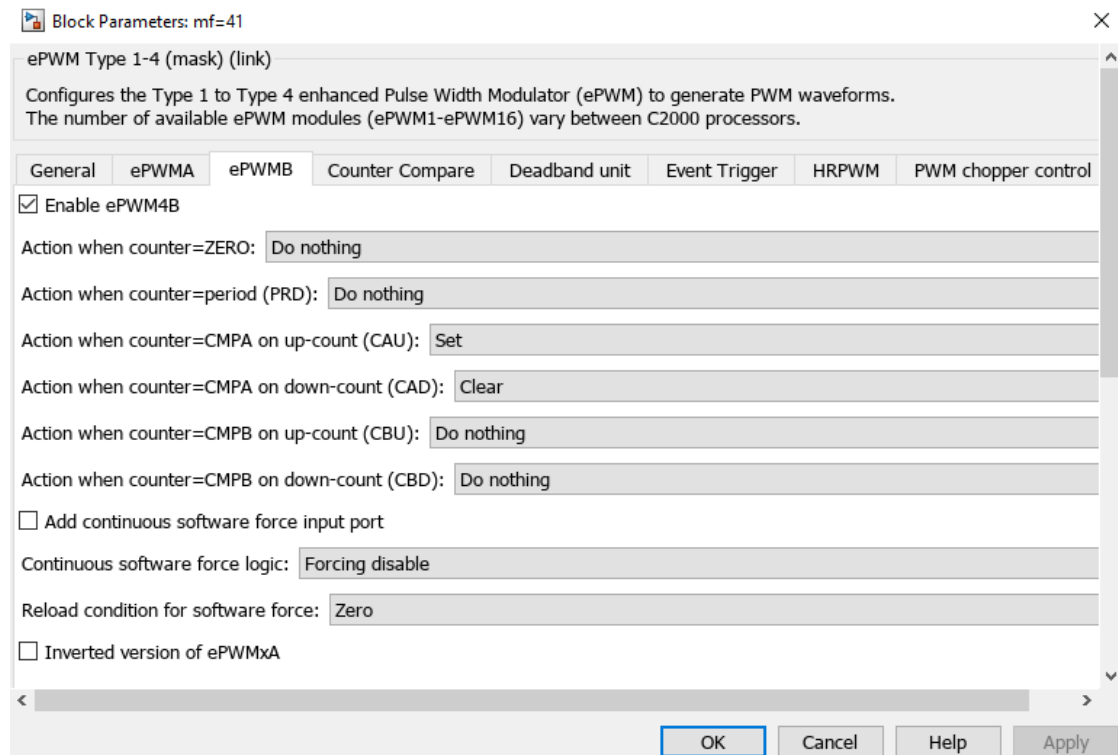 Block Parameters: mf=41
ePWM Type 1-4 (mask) (link)
Configures the Type 1 to Type 4 enhanced Pulse Width Modulator (ePWM) to generate PWM waveforms.
The number of available ePWM modules (ePWM1-ePWM16) vary between C2000 processors.
General ePWMA ePWMB Counter Compare Deadband unit Event Trigger HRPWM PWM chopper control
Enable ePWM4B
Action when counter=ZERO: Do nothing
Action when counter=period (PRD): Do nothing
Action when counter=CMPA on up-count (CAU): Set
Action when counter=CMPA on down-count (CAD): Clear
Action when counter=CMPB on up-count (CBU): Do nothing
Action when counter=CMPB on down-count (CBD): Do nothing
Add continuous software force input port
Continuous software force logic: Forcing disable
Reload condition for software force: Zero
Inverted version of ePWMxA
OK Cancel Help Apply